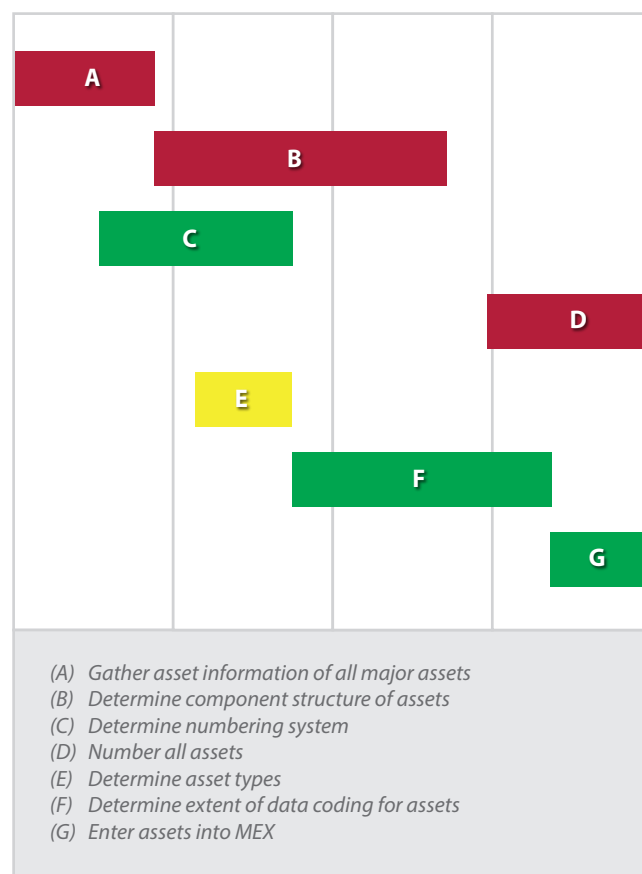 A
B
C
D
E
F
G
(A) Gather asset information of all major assets
(B) Determine component structure of assets
(C) Determine numbering system
(D) Number all assets
(E) Determine asset types
(F) Determine extent of data coding for assets
(G) Enter assets into MEX